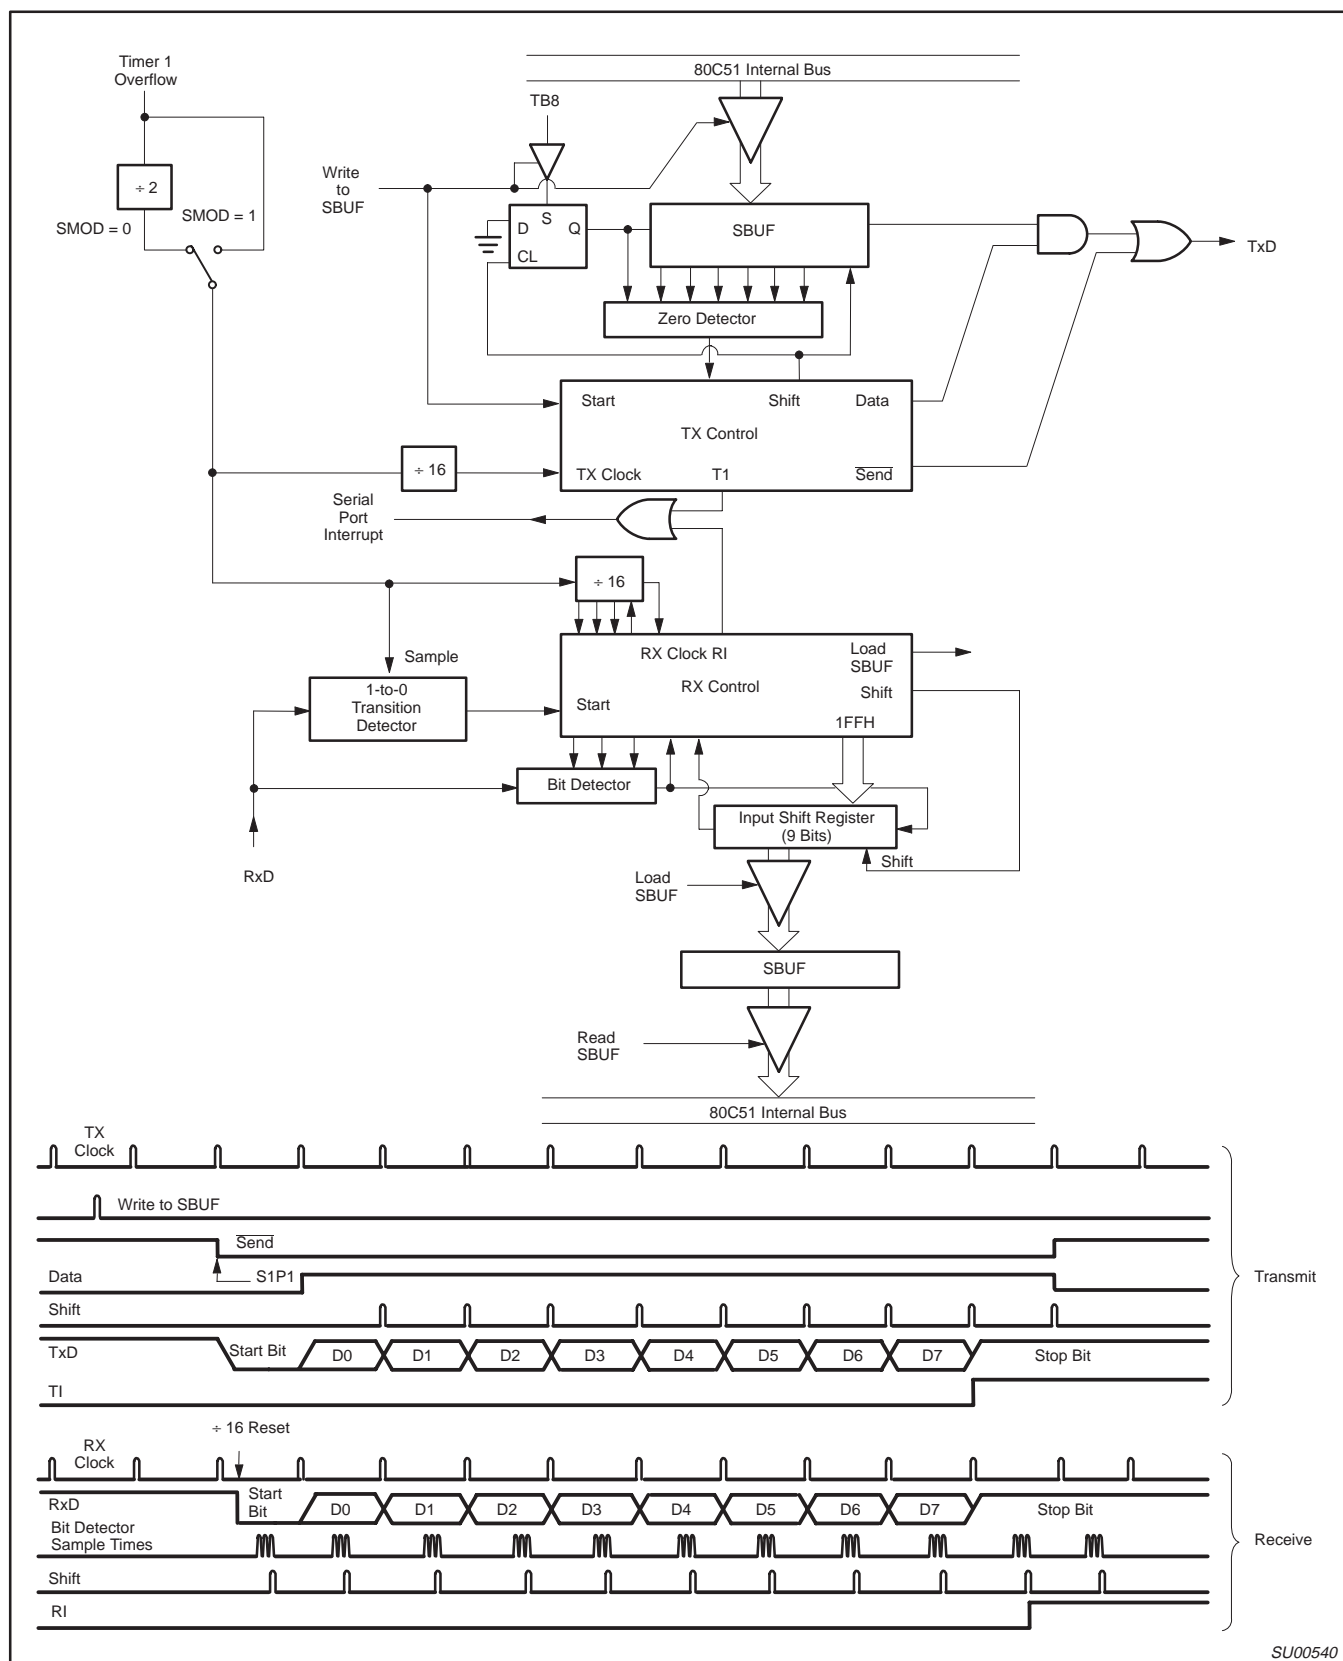 Timer 1
Overflow
80C51 Internal Bus
TB8
÷ 2
Write
to
SBUF
SMOD = 1
SMOD = 0
S
D
Q
CL
SBUF
TxD
Zero Detector
Start
Shift
Data
TX Control
÷ 16
TX Clock
T1
Send
Serial
Port
Interrupt
÷ 16
Sample
RX Clock RI
Load
SBUF
RX Control
Shift
1-to-0
Transition
Detector
Start
1FFH
Bit Detector
Input Shift Register
(9 Bits)
Shift
RxD
Load
SBUF
SBUF
Read
SBUF
80C51 Internal Bus
TX
Clock
Write to SBUF
Send
S1P1
Data
Transmit
Shift
TxD
Start Bit
D0
D1
D2
D3
D4
D5
D6
D7
Stop Bit
TI
÷ 16 Reset
RX
Clock
RxD
Start
Bit
D0
D1
D2
D3
D4
D5
D6
D7
Stop Bit
Bit Detector
Sample Times
Receive
Shift
RI
SU00540